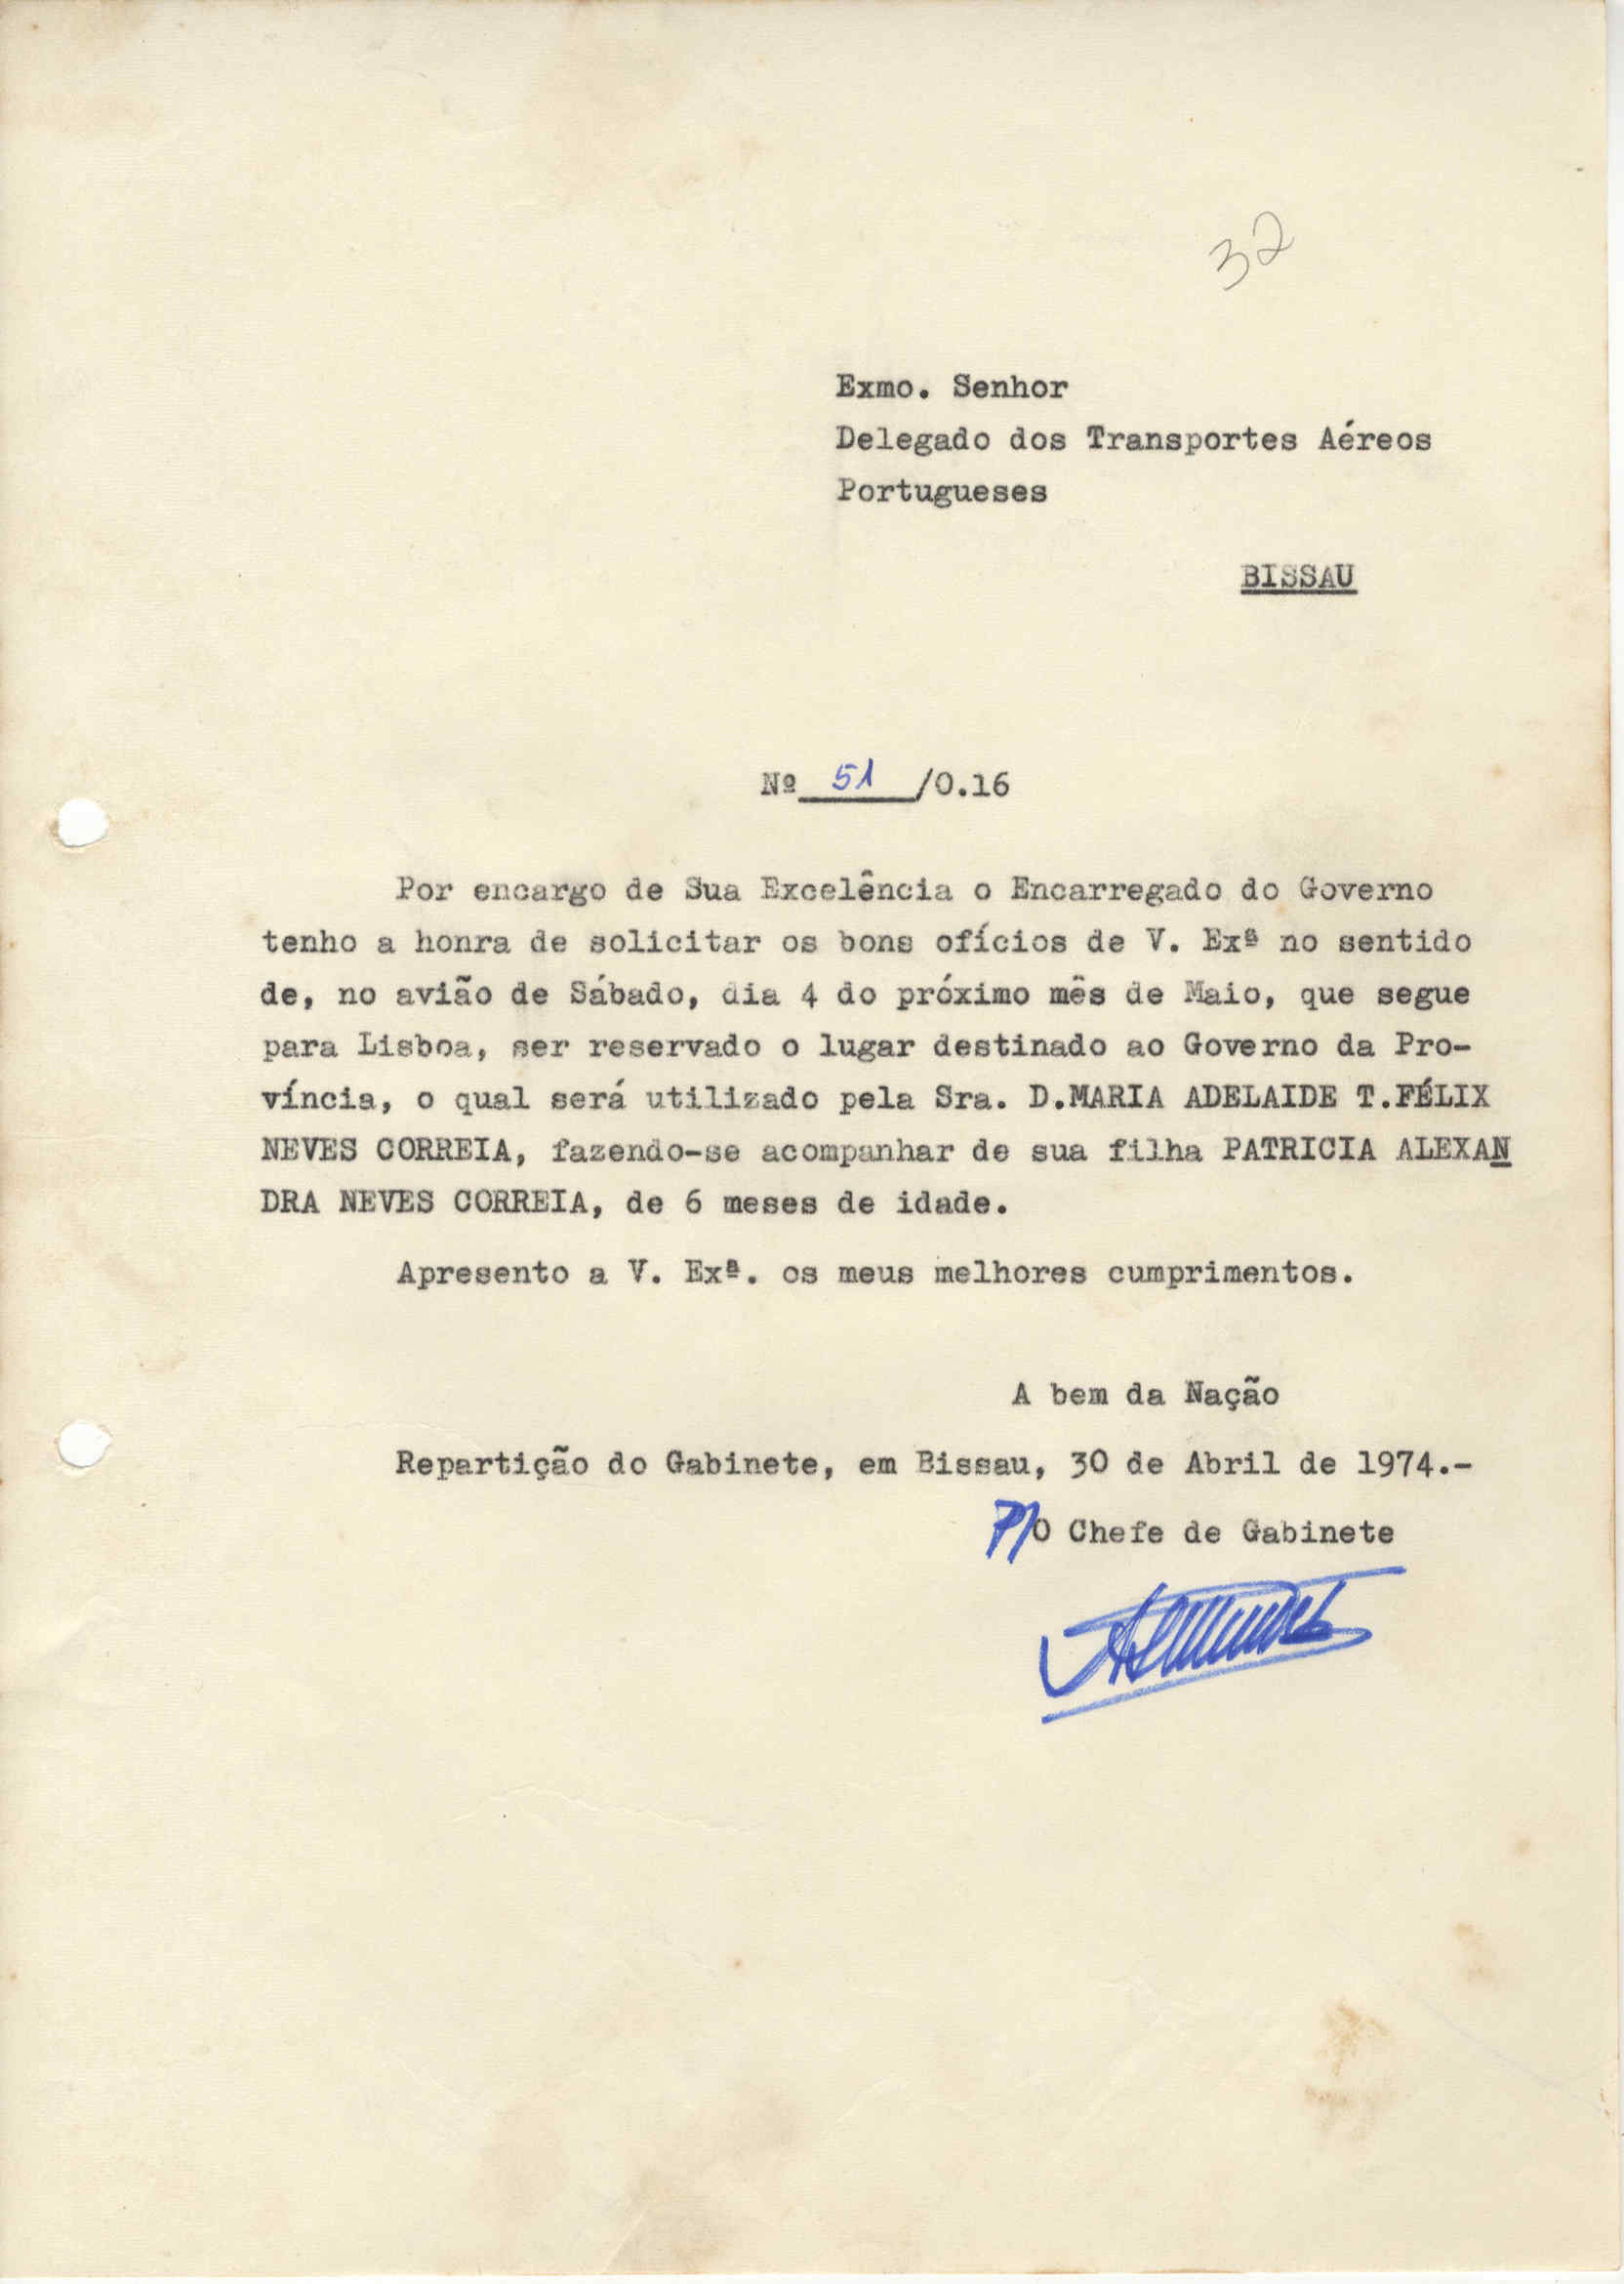 32
Exmo. Senhor
Delegado dos Transportes Aéreos
Portugueses
BISSAU
Nº 51 /0.16
Por encargo de Sua Excelência o Encarregado do Governo
tenho a honra de solicitar os bons ofícios de V. Exª no sentido
de, no avião de Sábado, dia 4 do próximo mês de Maio, que segue
para Lisboa, ser reservado o lugar destinado ao Governo da Pro-
víncia, o qual será utilizado pela Sra. D.MARIA ADELAIDE T.FÉLIX
NEVES CORREIA, fazendo-se acompanhar de sua filha PATRICIA ALEXAN
DRA NEVES CORREIA, de 6 meses de idade.
Apresento a V. Exª. os meus melhores cumprimentos.
A bem da Nação
Repartição do Gabinete, em Bissau, 30 de Abril de 1974.-
P/O Chefe de Gabinete